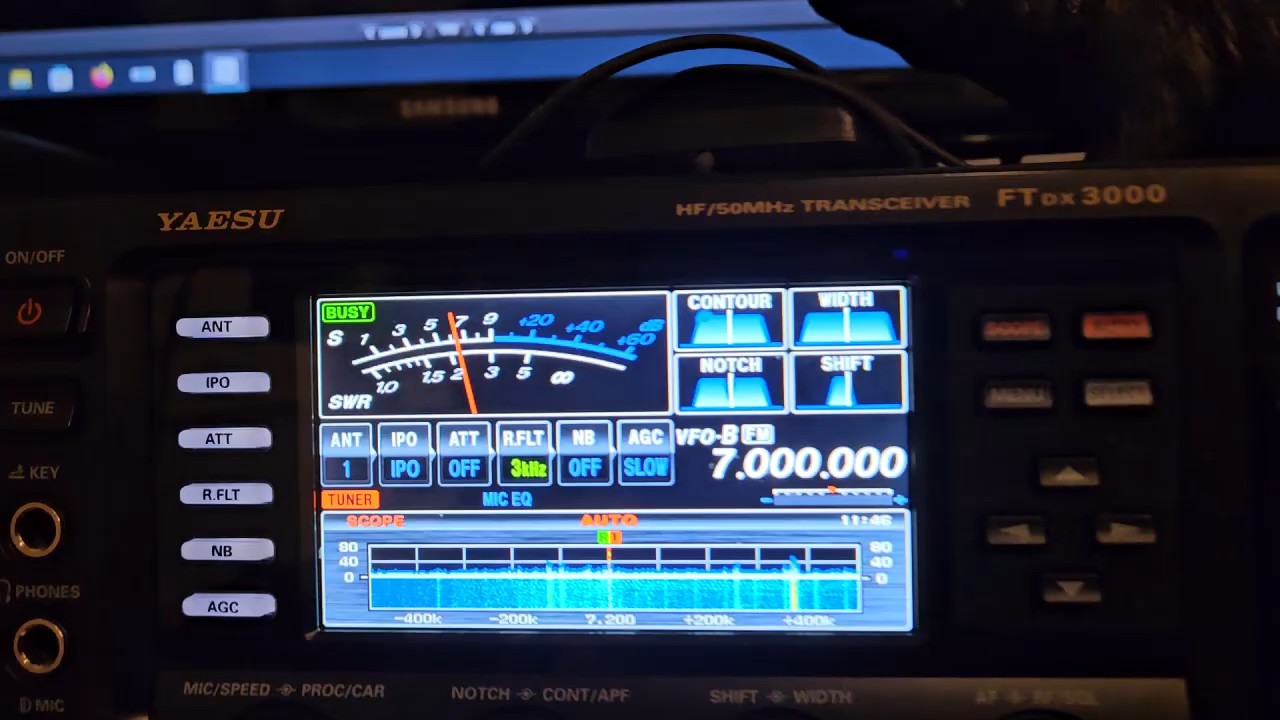 SAMSUNG
YAESU
HF/50MHz TRANSCEIVER FTDX3000
ON/OFF
TUNE
KEY
PHONES
MIC
ANT
IPO
ATT
R.FLT
NB
AGC
BUSY
S 1 3 5 7 9 +20 +40 +60 dB
1.0 1.5 2 3 5 ∞
SWR
CONTOUR WIDTH
NOTCH SHIFT
ANT IPO ATT R.FLT NB AGC
1 IPO OFF 3kHz OFF SLOW
VFO-B FM
7.000.000
TUNER MIC EQ
SCOPE AUTO 11:46
80 80
40 40
0 0
-400k -200k 7.200 +200k +400k
SCOPE
MENU SELECT
MIC/SPEED PROC/CAR NOTCH CONT/APF SHIFT WIDTH